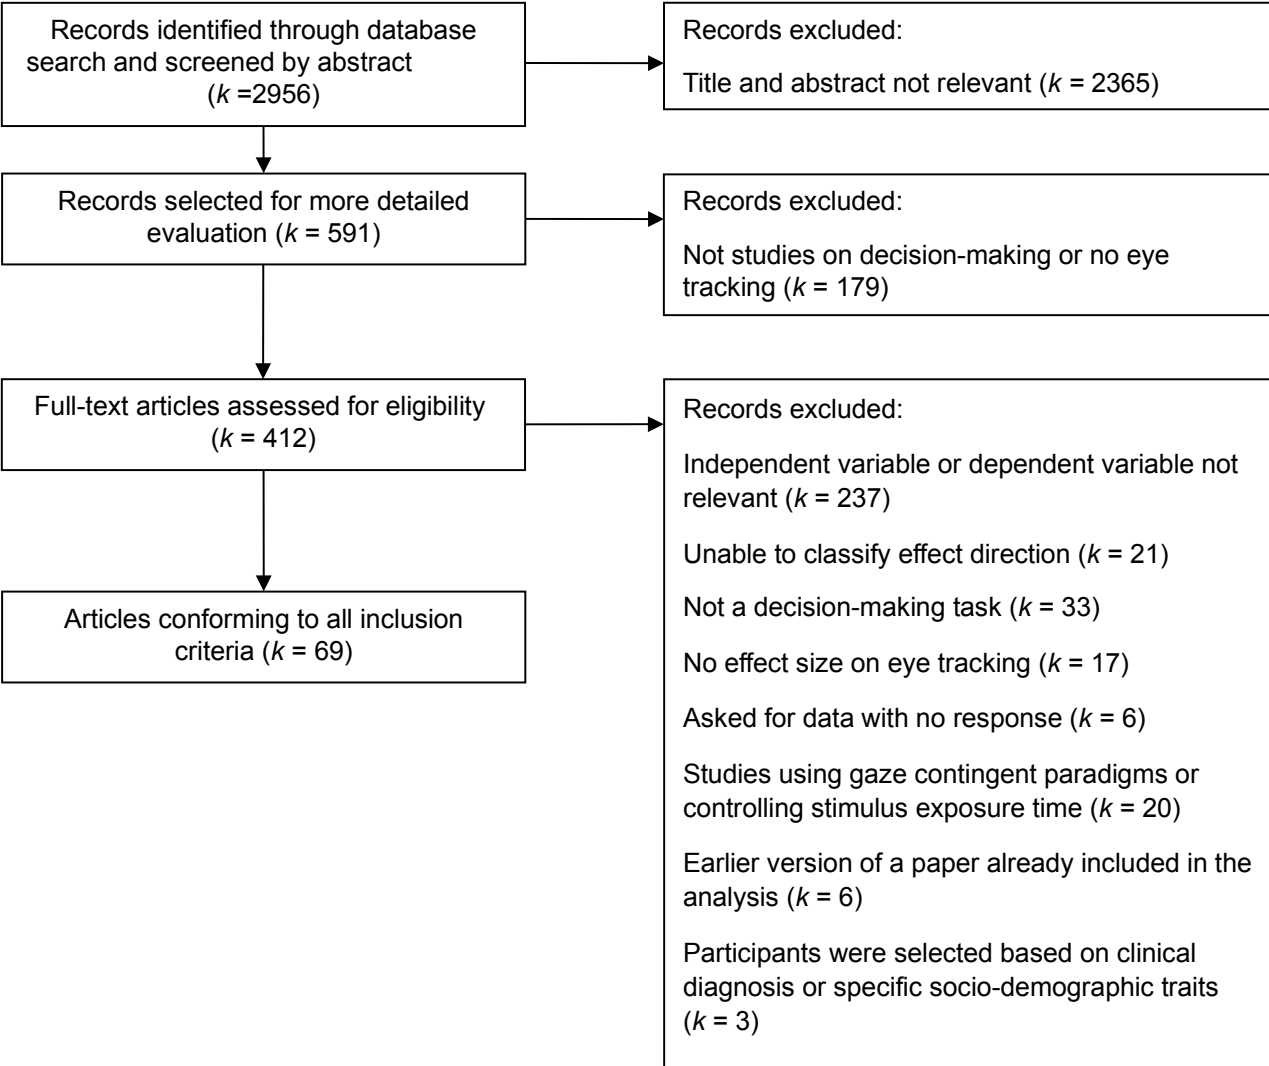 Records identified through database
search and screened by abstract
(k =2956)
Records excluded:
Title and abstract not relevant (k = 2365)
Records selected for more detailed
evaluation (k = 591)
Records excluded:
Not studies on decision-making or no eye
tracking (k = 179)
Full-text articles assessed for eligibility
(k = 412)
Records excluded:
Independent variable or dependent variable not
relevant (k = 237)
Unable to classify effect direction (k = 21)
Not a decision-making task (k = 33)
No effect size on eye tracking (k = 17)
Asked for data with no response (k = 6)
Studies using gaze contingent paradigms or
controlling stimulus exposure time (k = 20)
Earlier version of a paper already included in the
analysis (k = 6)
Participants were selected based on clinical
diagnosis or specific socio-demographic traits
(k = 3)
Articles conforming to all inclusion
criteria (k = 69)